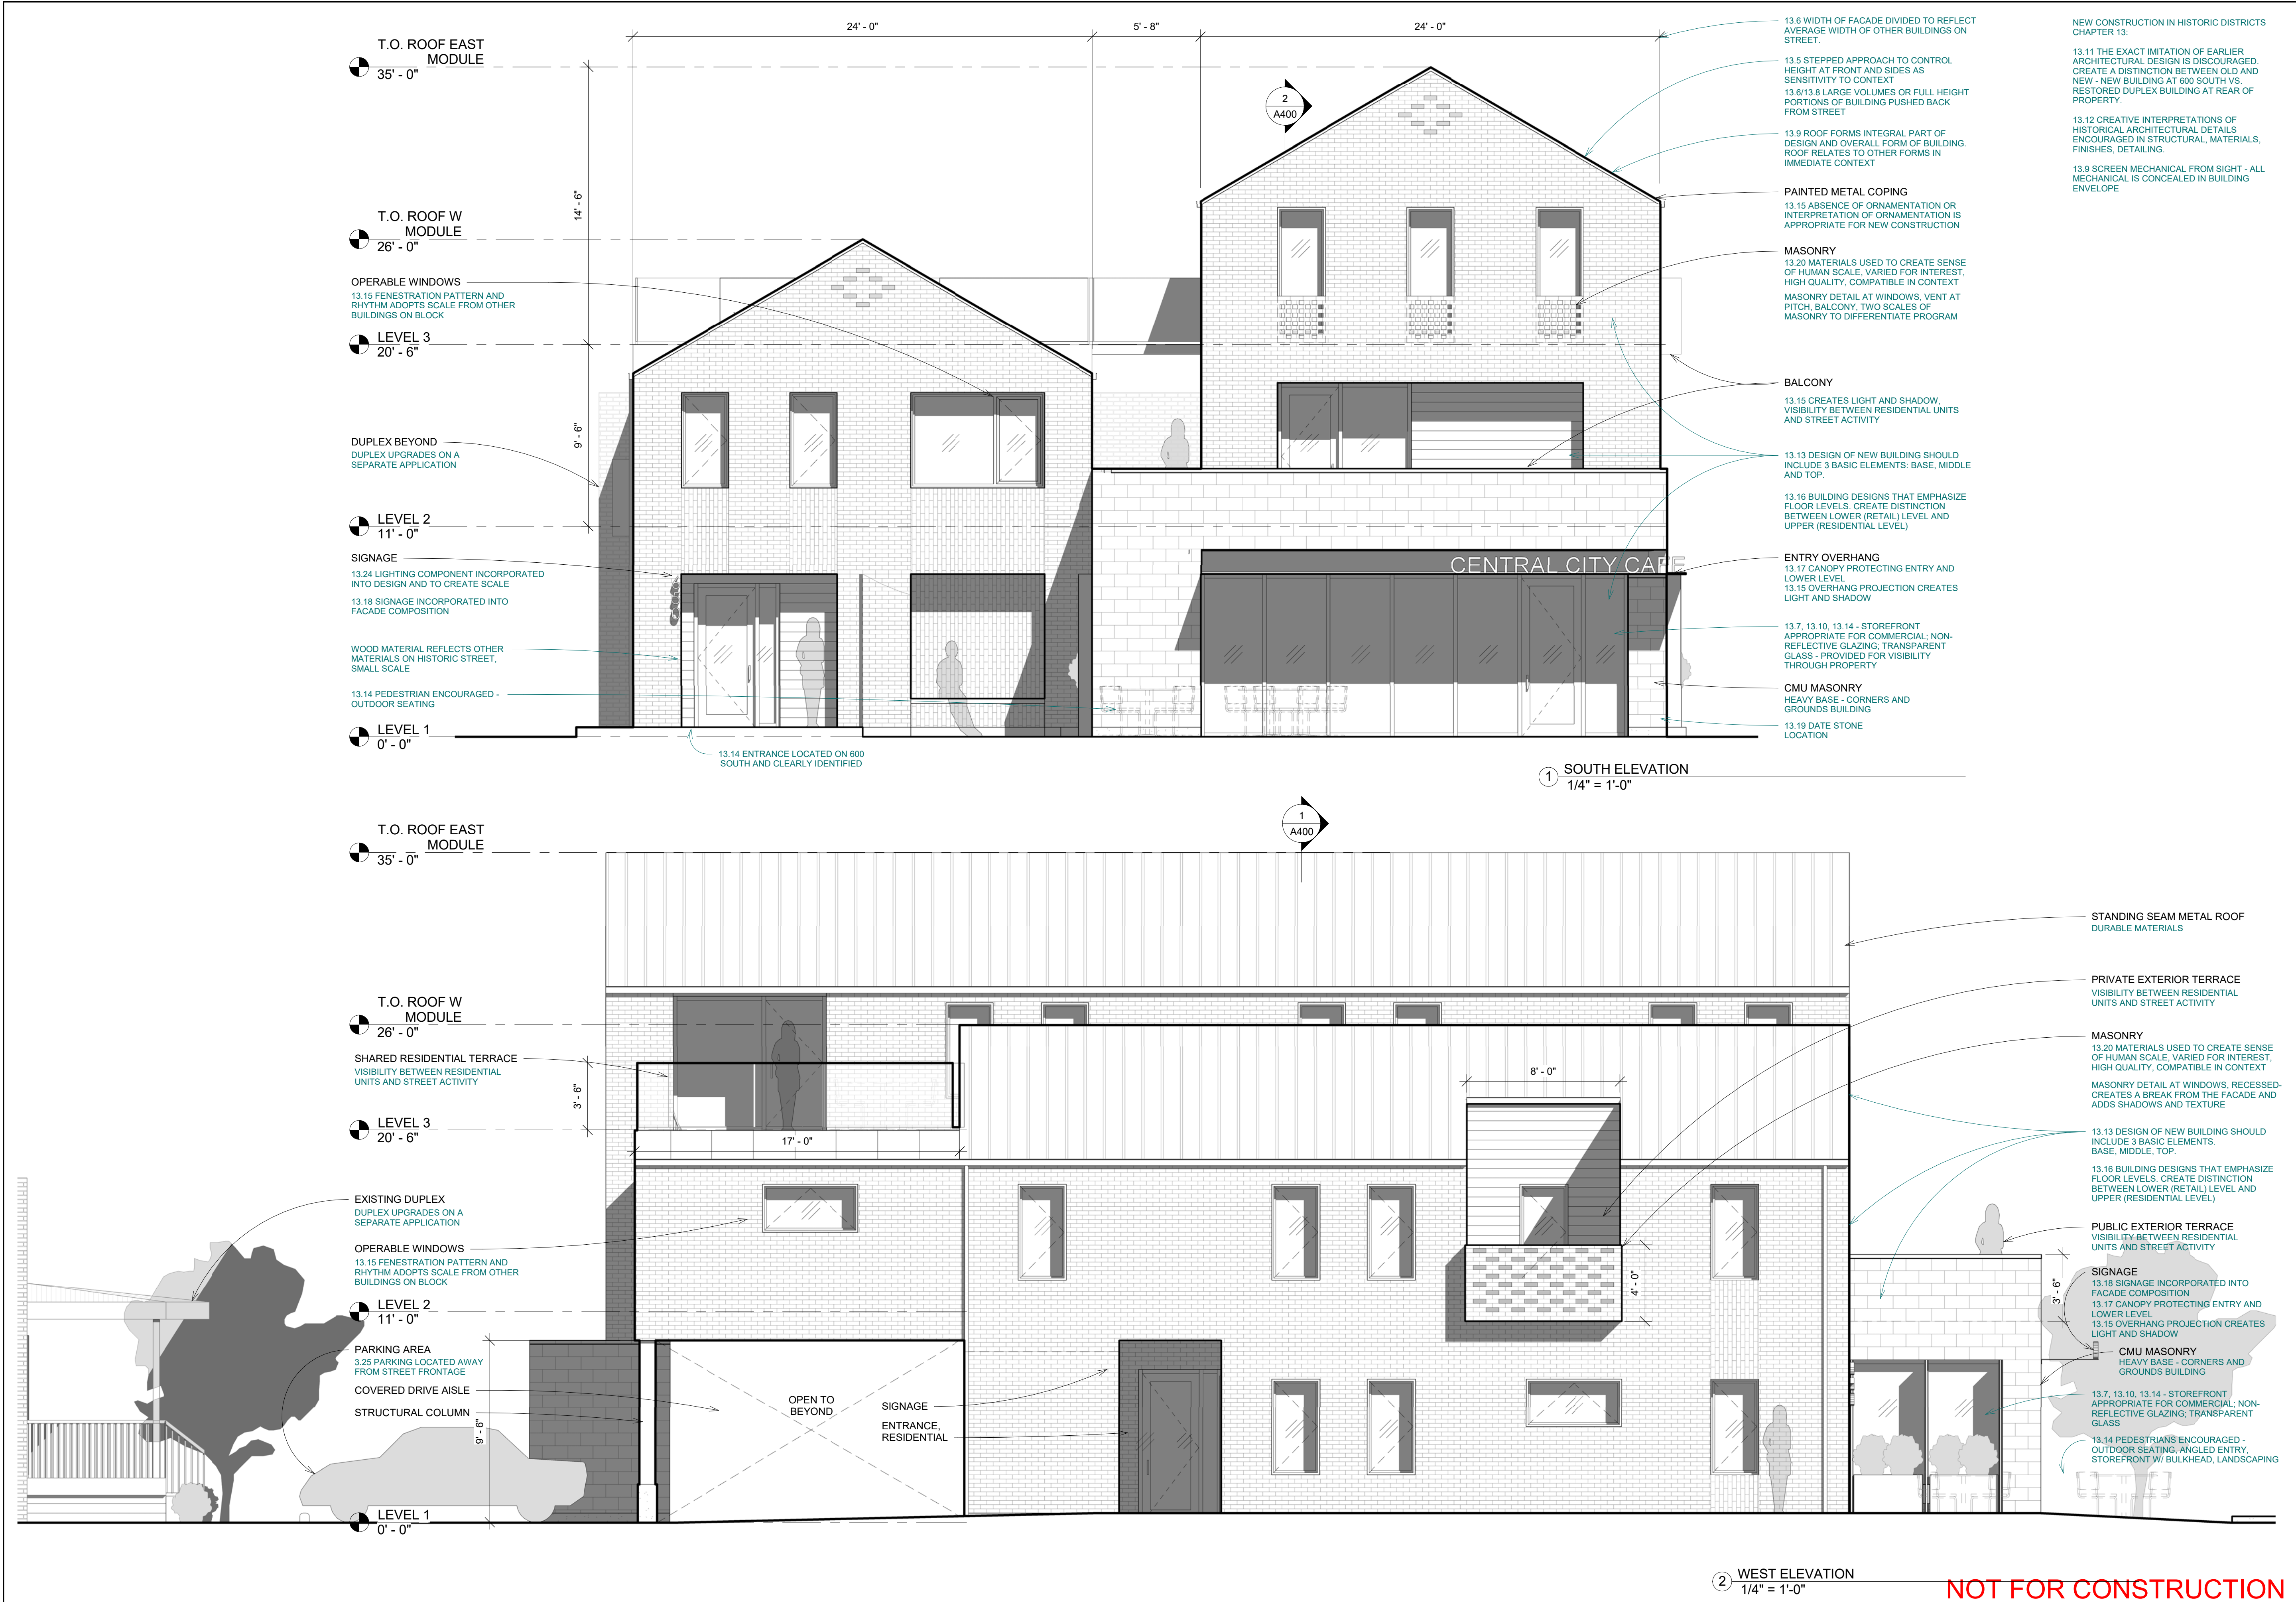 24' - 0"
5' - 8"
24' - 0"
T.O. ROOF EAST
MODULE
35' - 0"
14' - 6"
T.O. ROOF W
MODULE
26' - 0"
OPERABLE WINDOWS
13.15 FENESTRATION PATTERN AND
RHYTHM ADOPTS SCALE FROM OTHER
BUILDINGS ON BLOCK
LEVEL 3
20' - 6"
9' - 6"
DUPLEX BEYOND
DUPLEX UPGRADES ON A
SEPARATE APPLICATION
LEVEL 2
11' - 0"
SIGNAGE
13.24 LIGHTING COMPONENT INCORPORATED
INTO DESIGN AND TO CREATE SCALE
13.18 SIGNAGE INCORPORATED INTO
FACADE COMPOSITION
WOOD MATERIAL REFLECTS OTHER
MATERIALS ON HISTORIC STREET,
SMALL SCALE
13.14 PEDESTRIAN ENCOURAGED -
OUTDOOR SEATING
LEVEL 1
0' - 0"
13.14 ENTRANCE LOCATED ON 600
SOUTH AND CLEARLY IDENTIFIED
2
A400
CENTRAL CITY CAFE
13.6 WIDTH OF FACADE DIVIDED TO REFLECT
AVERAGE WIDTH OF OTHER BUILDINGS ON
STREET.
13.5 STEPPED APPROACH TO CONTROL
HEIGHT AT FRONT AND SIDES AS
SENSITIVITY TO CONTEXT
13.6/13.8 LARGE VOLUMES OR FULL HEIGHT
PORTIONS OF BUILDING PUSHED BACK
FROM STREET
13.9 ROOF FORMS INTEGRAL PART OF
DESIGN AND OVERALL FORM OF BUILDING.
ROOF RELATES TO OTHER FORMS IN
IMMEDIATE CONTEXT
PAINTED METAL COPING
13.15 ABSENCE OF ORNAMENTATION OR
INTERPRETATION OF ORNAMENTATION IS
APPROPRIATE FOR NEW CONSTRUCTION
MASONRY
13.20 MATERIALS USED TO CREATE SENSE
OF HUMAN SCALE, VARIED FOR INTEREST,
HIGH QUALITY, COMPATIBLE IN CONTEXT
MASONRY DETAIL AT WINDOWS, VENT AT
PITCH, BALCONY. TWO SCALES OF
MASONRY TO DIFFERENTIATE PROGRAM
BALCONY
13.15 CREATES LIGHT AND SHADOW,
VISIBILITY BETWEEN RESIDENTIAL UNITS
AND STREET ACTIVITY
13.13 DESIGN OF NEW BUILDING SHOULD
INCLUDE 3 BASIC ELEMENTS: BASE, MIDDLE
AND TOP.
13.16 BUILDING DESIGNS THAT EMPHASIZE
FLOOR LEVELS. CREATE DISTINCTION
BETWEEN LOWER (RETAIL) LEVEL AND
UPPER (RESIDENTIAL LEVEL)
ENTRY OVERHANG
13.17 CANOPY PROTECTING ENTRY AND
LOWER LEVEL
13.15 OVERHANG PROJECTION CREATES
LIGHT AND SHADOW
13.7, 13.10, 13.14 - STOREFRONT
APPROPRIATE FOR COMMERCIAL; NON-
REFLECTIVE GLAZING; TRANSPARENT
GLASS - PROVIDED FOR VISIBILITY
THROUGH PROPERTY
CMU MASONRY
HEAVY BASE - CORNERS AND
GROUNDS BUILDING
13.19 DATE STONE
LOCATION
NEW CONSTRUCTION IN HISTORIC DISTRICTS
CHAPTER 13:
13.11 THE EXACT IMITATION OF EARLIER
ARCHITECTURAL DESIGN IS DISCOURAGED.
CREATE A DISTINCTION BETWEEN OLD AND
NEW - NEW BUILDING AT 600 SOUTH VS.
RESTORED DUPLEX BUILDING AT REAR OF
PROPERTY.
13.12 CREATIVE INTERPRETATIONS OF
HISTORICAL ARCHITECTURAL DETAILS
ENCOURAGED IN STRUCTURAL, MATERIALS,
FINISHES, DETAILING.
13.9 SCREEN MECHANICAL FROM SIGHT - ALL
MECHANICAL IS CONCEALED IN BUILDING
ENVELOPE
1
SOUTH ELEVATION
1/4" = 1'-0"
T.O. ROOF EAST
MODULE
35' - 0"
1
A400
T.O. ROOF W
MODULE
26' - 0"
SHARED RESIDENTIAL TERRACE
VISIBILITY BETWEEN RESIDENTIAL
UNITS AND STREET ACTIVITY
3' - 6"
LEVEL 3
20' - 6"
17' - 0"
8' - 0"
4' - 0"
EXISTING DUPLEX
DUPLEX UPGRADES ON A
SEPARATE APPLICATION
OPERABLE WINDOWS
13.15 FENESTRATION PATTERN AND
RHYTHM ADOPTS SCALE FROM OTHER
BUILDINGS ON BLOCK
LEVEL 2
11' - 0"
PARKING AREA
3.25 PARKING LOCATED AWAY
FROM STREET FRONTAGE
COVERED DRIVE AISLE
STRUCTURAL COLUMN
9' - 6"
LEVEL 1
0' - 0"
OPEN TO
BEYOND
SIGNAGE
ENTRANCE,
RESIDENTIAL
STANDING SEAM METAL ROOF
DURABLE MATERIALS
PRIVATE EXTERIOR TERRACE
VISIBILITY BETWEEN RESIDENTIAL
UNITS AND STREET ACTIVITY
MASONRY
13.20 MATERIALS USED TO CREATE SENSE
OF HUMAN SCALE, VARIED FOR INTEREST,
HIGH QUALITY, COMPATIBLE IN CONTEXT
MASONRY DETAIL AT WINDOWS, RECESSED-
CREATES A BREAK FROM THE FACADE AND
ADDS SHADOWS AND TEXTURE
13.13 DESIGN OF NEW BUILDING SHOULD
INCLUDE 3 BASIC ELEMENTS.
BASE, MIDDLE, TOP.
13.16 BUILDING DESIGNS THAT EMPHASIZE
FLOOR LEVELS. CREATE DISTINCTION
BETWEEN LOWER (RETAIL) LEVEL AND
UPPER (RESIDENTIAL LEVEL)
PUBLIC EXTERIOR TERRACE
VISIBILITY BETWEEN RESIDENTIAL
UNITS AND STREET ACTIVITY
3' - 6"
SIGNAGE
13.18 SIGNAGE INCORPORATED INTO
FACADE COMPOSITION
13.17 CANOPY PROTECTING ENTRY AND
LOWER LEVEL
13.15 OVERHANG PROJECTION CREATES
LIGHT AND SHADOW
CMU MASONRY
HEAVY BASE - CORNERS AND
GROUNDS BUILDING
13.7, 13.10, 13.14 - STOREFRONT
APPROPRIATE FOR COMMERCIAL; NON-
REFLECTIVE GLAZING; TRANSPARENT
GLASS
13.14 PEDESTRIANS ENCOURAGED -
OUTDOOR SEATING, ANGLED ENTRY,
STOREFRONT W/ BULKHEAD, LANDSCAPING
2
WEST ELEVATION
1/4" = 1'-0"
NOT FOR CONSTRUCTION